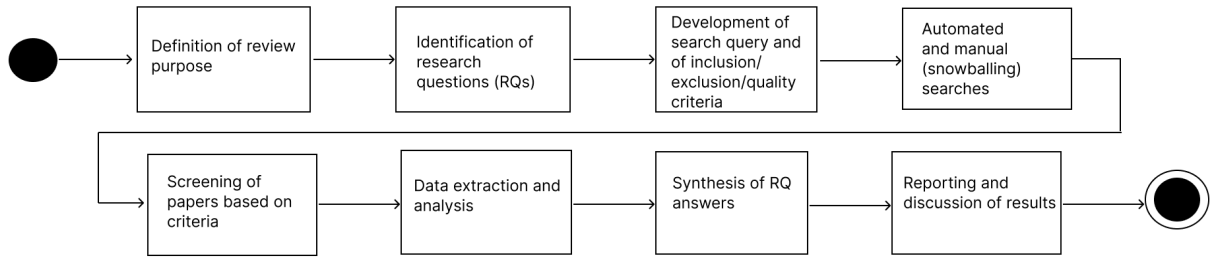 Definition of review
purpose
Identification of
research
questions (RQs)
Development of
search query and
of inclusion/
exclusion/quality
criteria
Automated
and manual
(snowballing)
searches
Screening of
papers based on
criteria
Data extraction and
analysis
Synthesis of RQ
answers
Reporting and
discussion of results